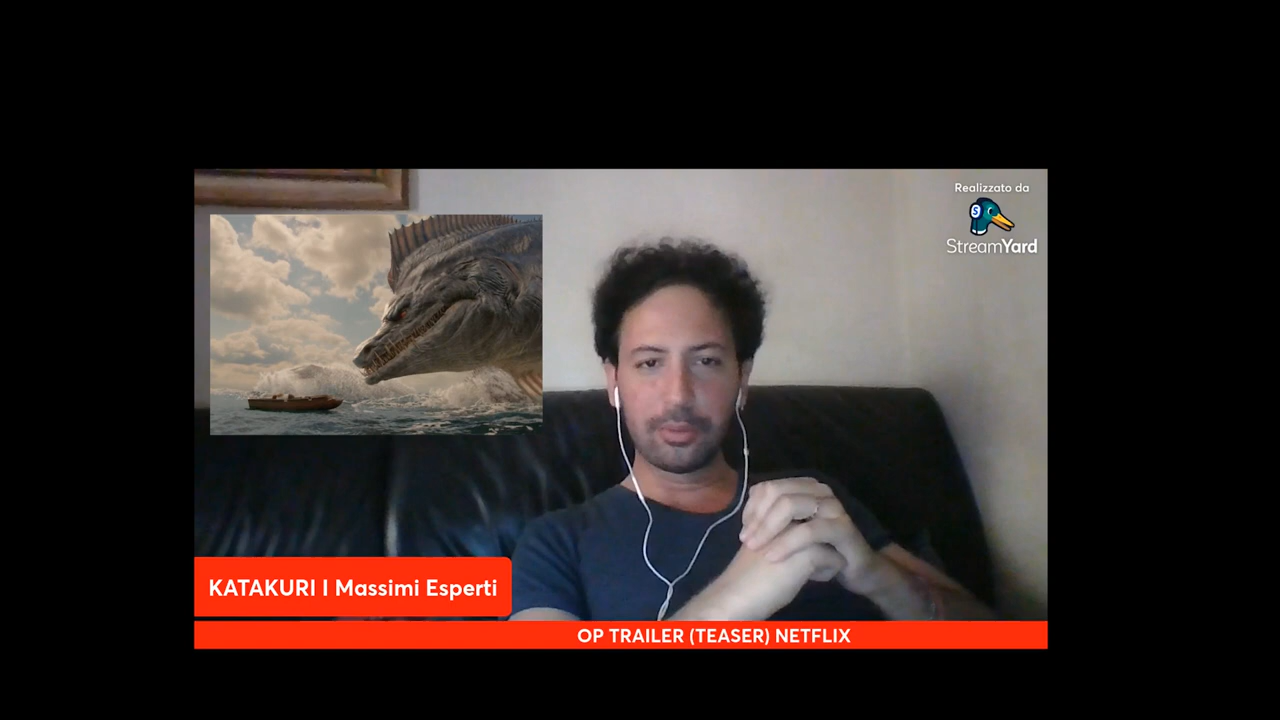 Realizzato da
StreamYard
KATAKURI I Massimi Esperti
OP TRAILER (TEASER) NETFLIX